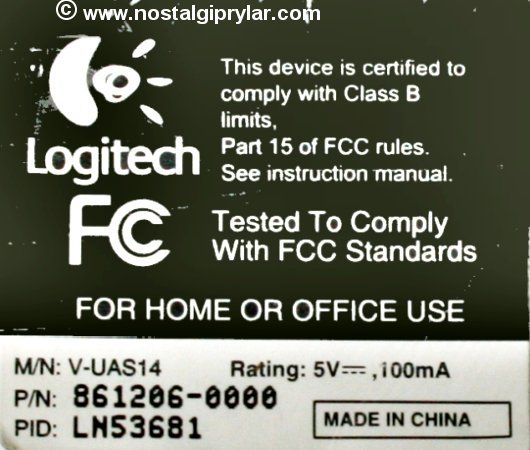 © www.nostalgiprylar.com
This device is certified to
comply with Class B
limits,
Part 15 of FCC rules.
See instruction manual.
Logitech
FC Tested To Comply
With FCC Standards
FOR HOME OR OFFICE USE
M/N: V-UAS14 Rating: 5V⎓,100mA
P/N: 861206-0000
PID: LN53681
MADE IN CHINA